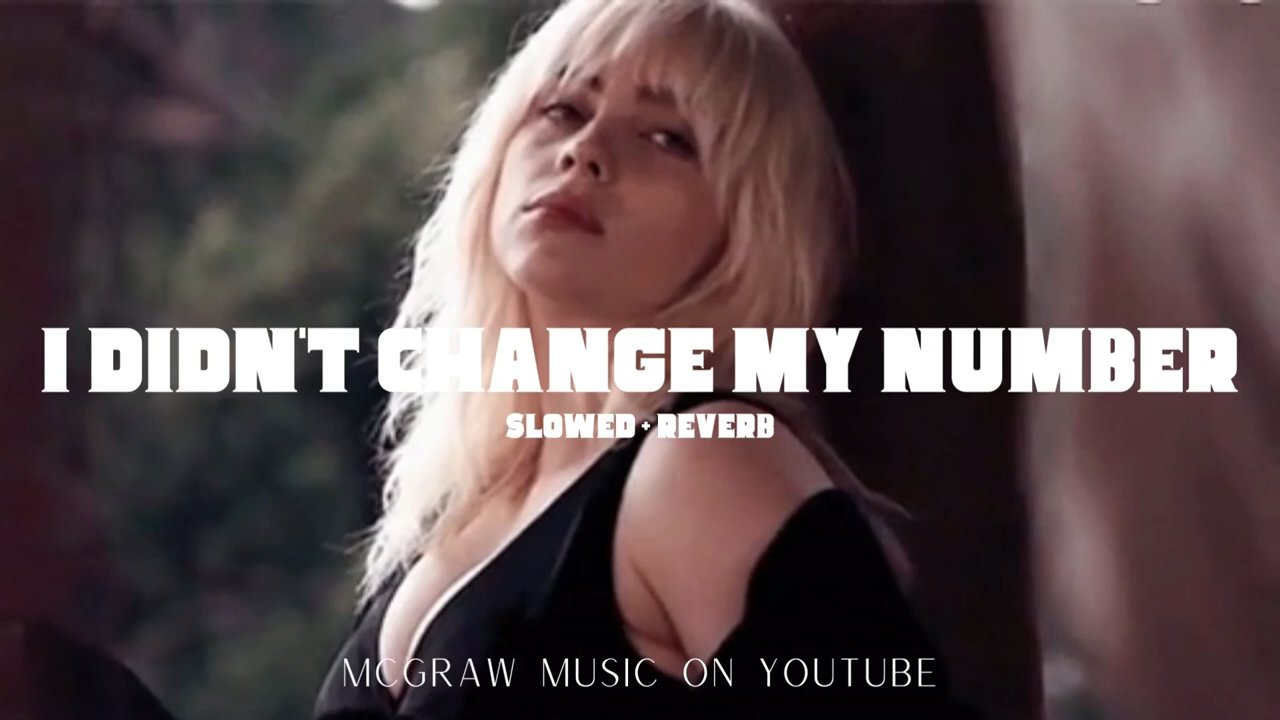 I DIDN'T CHANGE MY NUMBER
SLOWED + REVERB
MCGRAW MUSIC ON YOUTUBE